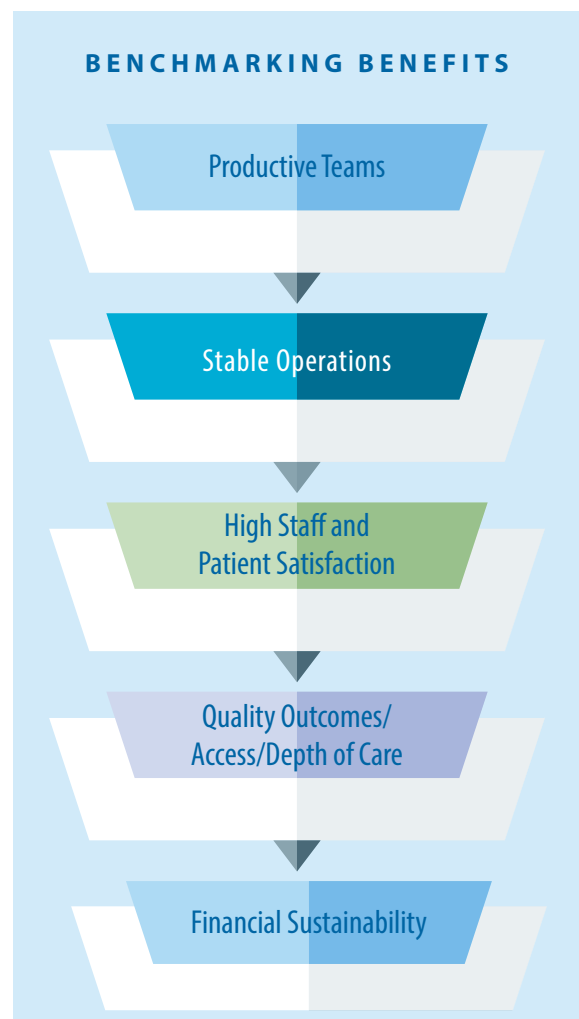 BENCHMARKING BENEFITS
Productive Teams
Stable Operations
High Staff and
Patient Satisfaction
Quality Outcomes/
Access/Depth of Care
Financial Sustainability